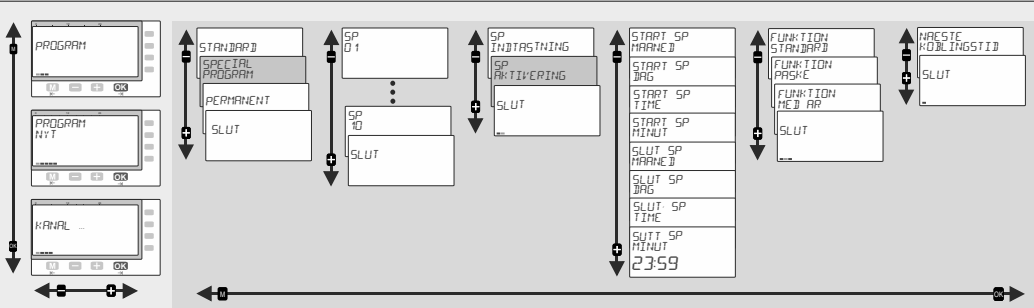 PROGRAM
M
OK
PROGRAM
NYT
M
OK
KANAL ...
M
OK
M
OK
STANDARD
SPECIAL
PROGRAM
PERMANENT
SLUT
SP
01
SP
10
SLUT
SP
INDTASTNING
SP
AKTIVERING
SLUT
START SP
MAANED
START SP
DAG
START SP
TIME
START SP
MINUT
SLUT SP
MAANED
SLUT SP
DAG
SLUT SP
TIME
SUTT SP
MINUT
23:59
FUNKTION
STANDARD
FUNKTION
PASKE
FUNKTION
MED AR
SLUT
NAESTE
KOBLINGSTID
SLUT
M
OK